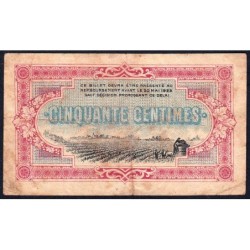 CE BILLET DEVRA ÊTRE PRÉSENTÉ AU
REMBOURSEMENT AVANT LE
SAUF DÉCISION PROROGEANT CE DÉLAI
CINQUANTE CENTIMES